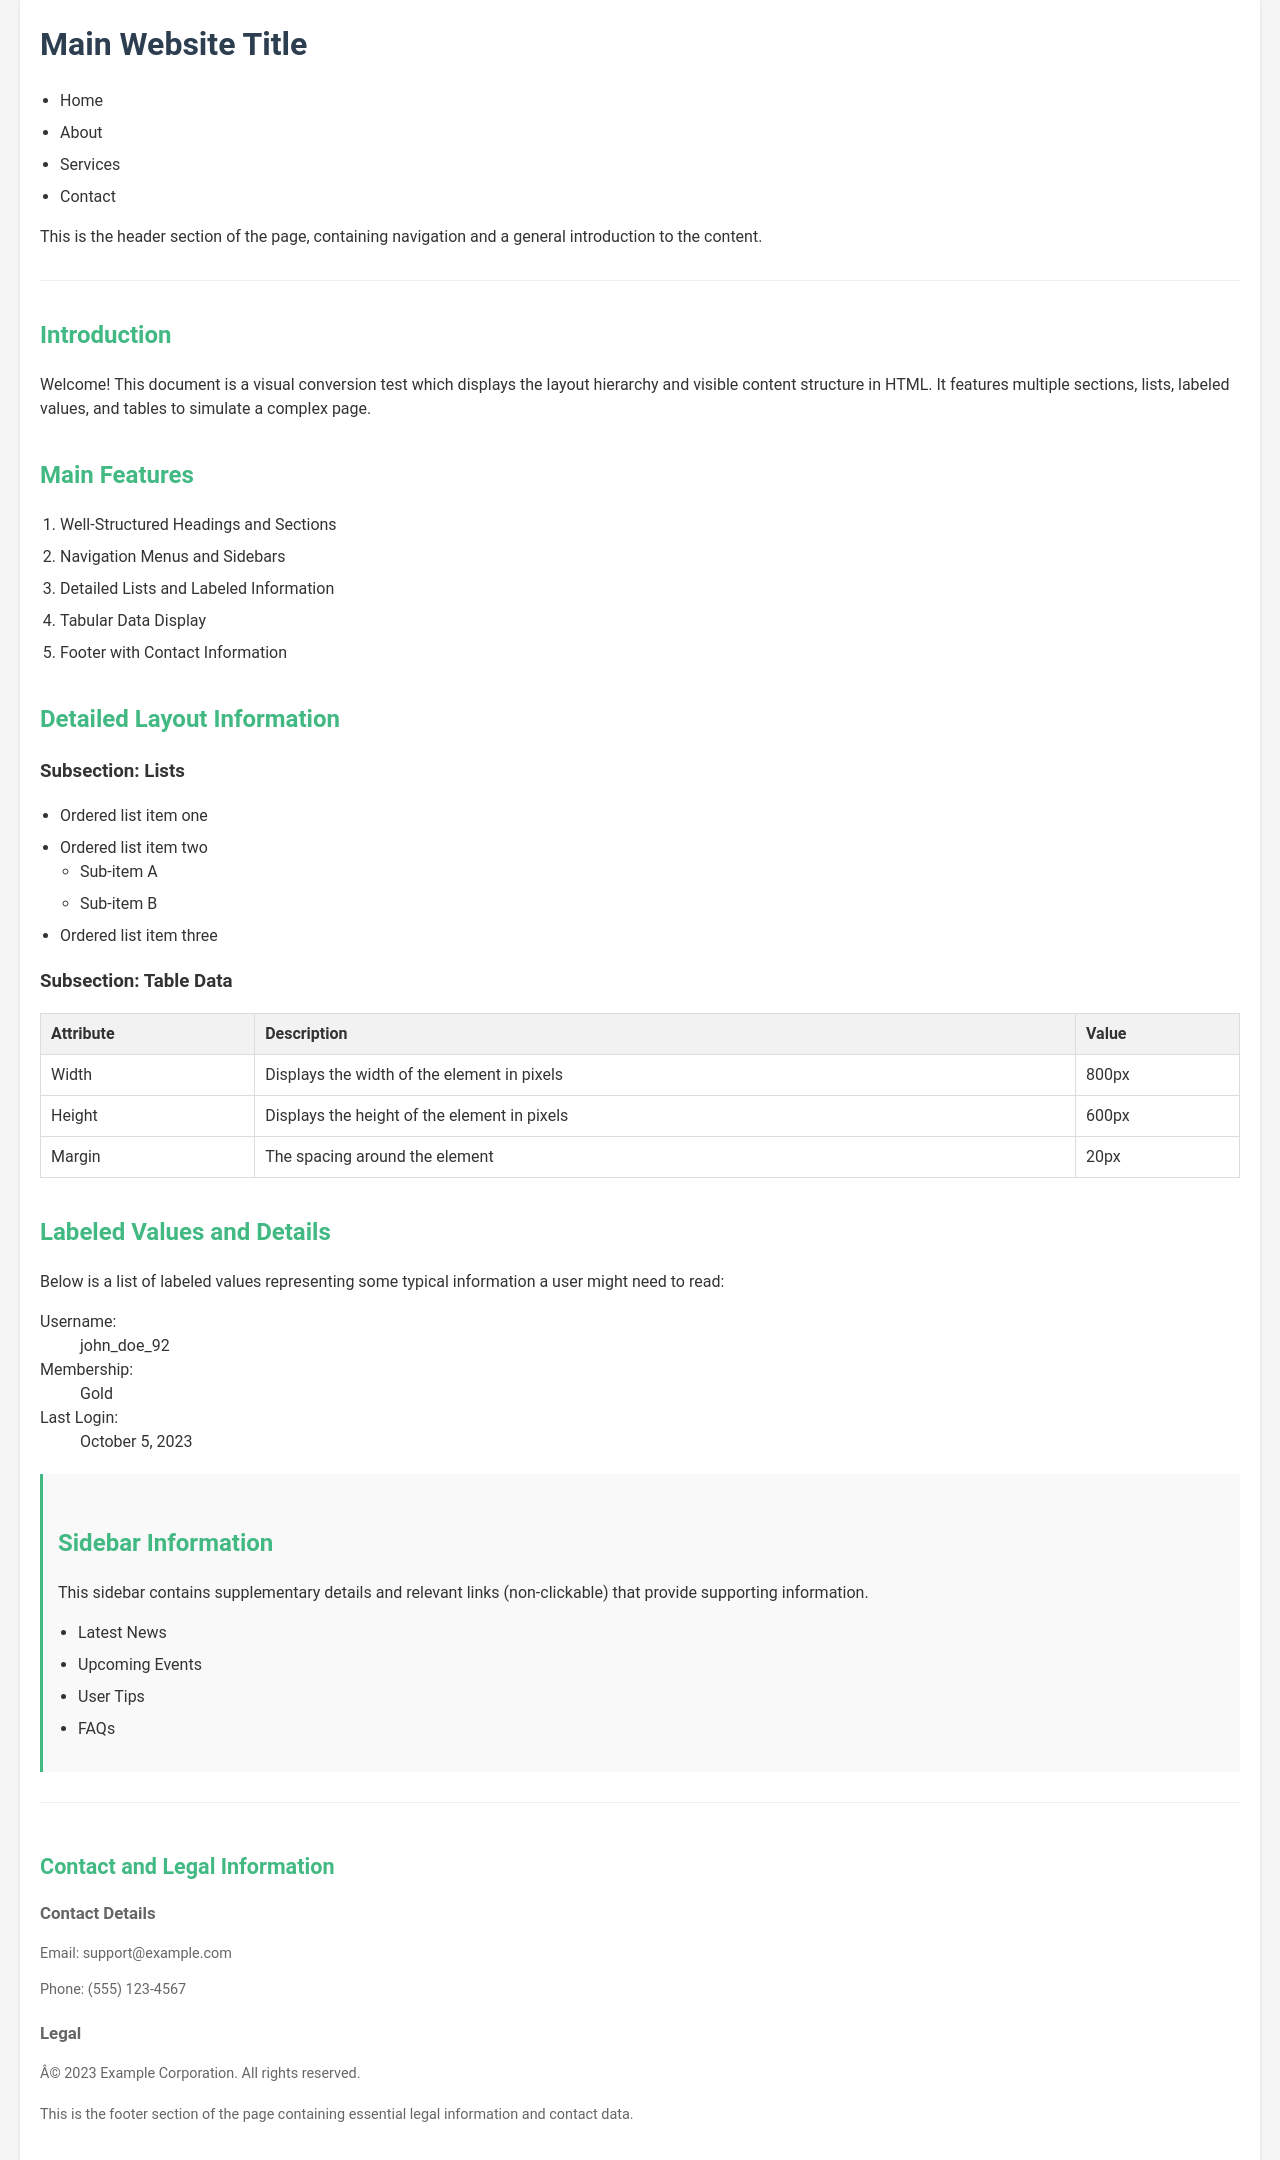 Main Website Title
Home
About
Services
Contact
This is the header section of the page, containing navigation and a general introduction to the content.
Introduction
Welcome! This document is a visual conversion test which displays the layout hierarchy and visible content structure in HTML. It features multiple sections, lists, labeled
values, and tables to simulate a complex page.
Main Features
1. Well-Structured Headings and Sections
2. Navigation Menus and Sidebars
3. Detailed Lists and Labeled Information
4. Tabular Data Display
5. Footer with Contact Information
Detailed Layout Information
Subsection: Lists
Ordered list item one
Ordered list item two
Sub-item A
Sub-item B
Ordered list item three
Subsection: Table Data
Attribute Description Value
Width Displays the width of the element in pixels 800px
Height Displays the height of the element in pixels 600px
Margin The spacing around the element 20px
Labeled Values and Details
Below is a list of labeled values representing some typical information a user might need to read:
Username:
john_doe_92
Membership:
Gold
Last Login:
October 5, 2023
Sidebar Information
This sidebar contains supplementary details and relevant links (non-clickable) that provide supporting information.
Latest News
Upcoming Events
User Tips
FAQs
Contact and Legal Information
Contact Details
Email: support@example.com
Phone: (555) 123-4567
Legal
Â© 2023 Example Corporation. All rights reserved.
This is the footer section of the page containing essential legal information and contact data.